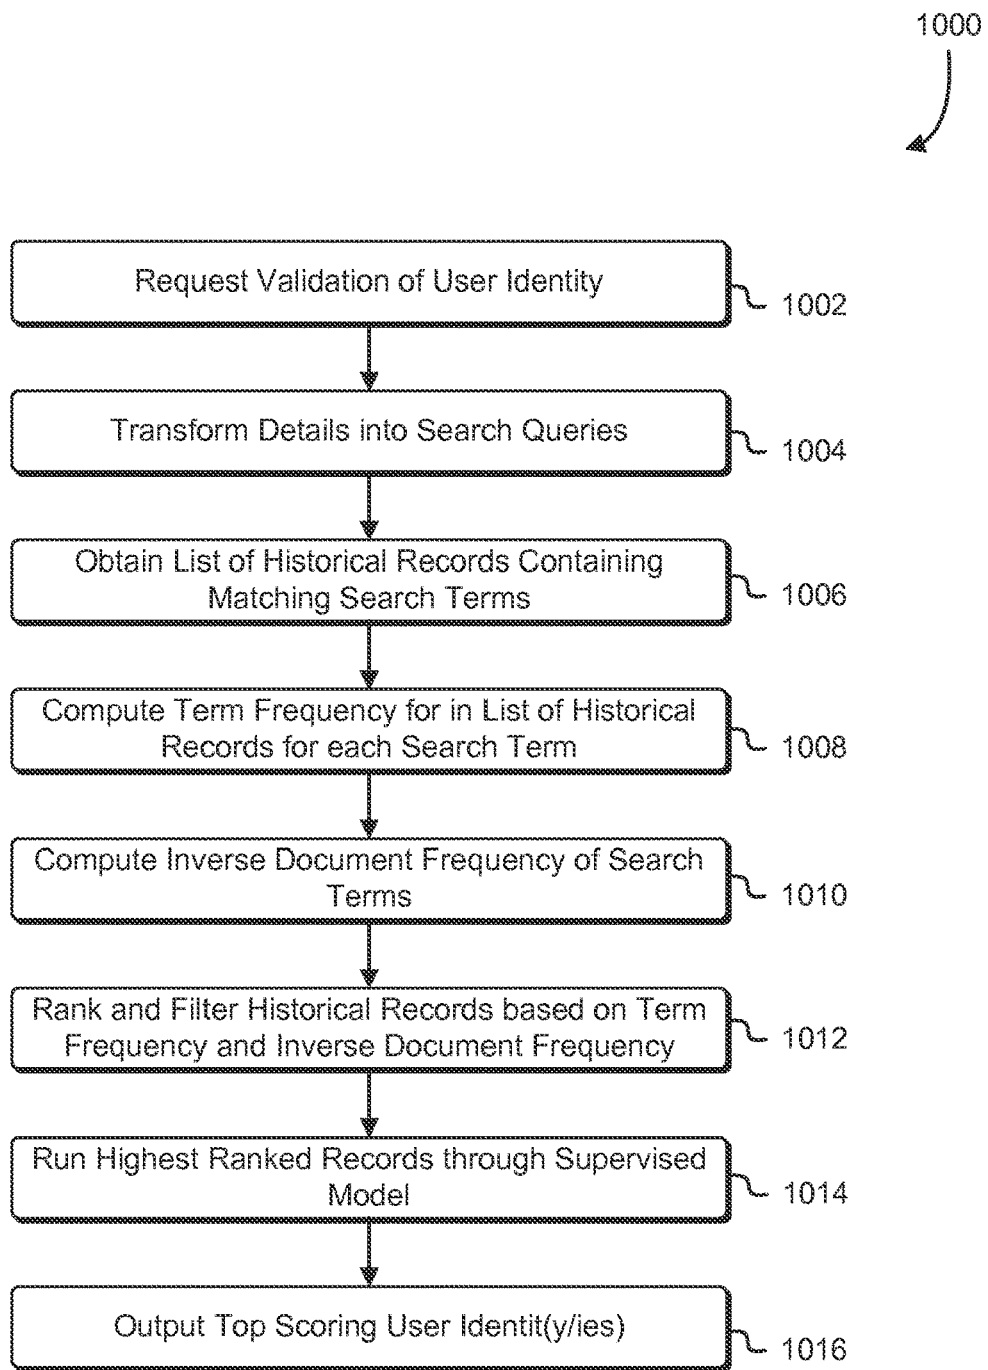 1000
Request Validation of User Identity
1002
Transform Details into Search Queries
1004
Obtain List of Historical Records Containing
Matching Search Terms
1006
Compute Term Frequency for in List of Historical
Records for each Search Term
1008
Compute Inverse Document Frequency of Search
Terms
1010
Rank and Filter Historical Records based on Term
Frequency and Inverse Document Frequency
1012
Run Highest Ranked Records through Supervised
Model
1014
Output Top Scoring User Identit(y/ies)
1016